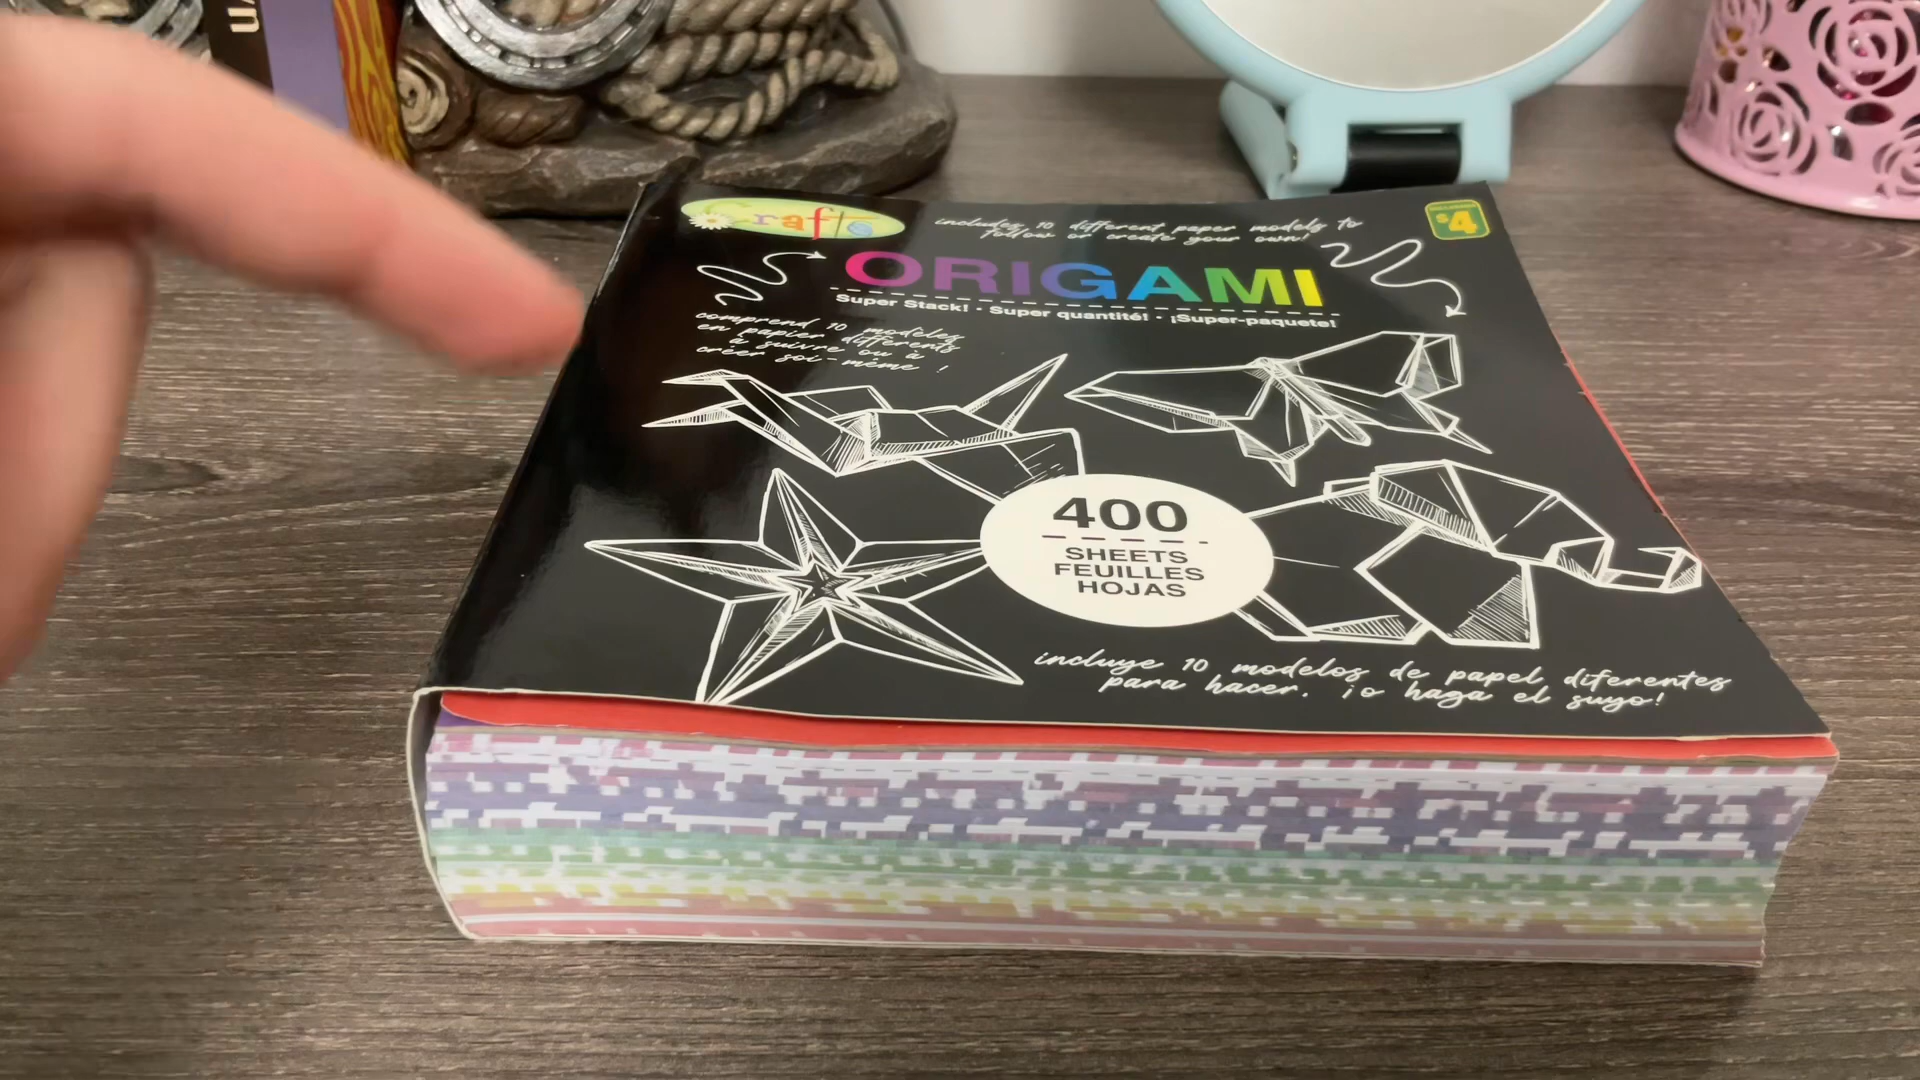 Crafts
includes 10 different paper models to
follow or create your own!
$4
ORIGAMI
Super Stack! • Super quantité! • ¡Super-paquete!
comprend 10 modèles
en papier différents
à suivre ou à
créer soi-même !
400
SHEETS
FEUILLES
HOJAS
incluye 10 modelos de papel diferentes
para hacer. ¡o haga el suyo!